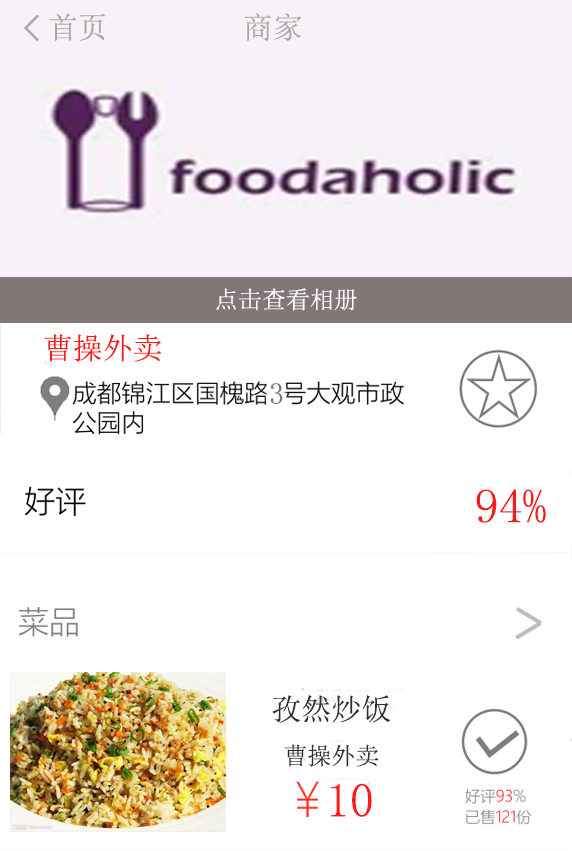 首页
商家
foodaholic
点击查看相册
曹操外卖
成都锦江区国槐路3号大观市政
公园内
好评
94%
菜品
孜然炒饭
曹操外卖
￥10
好评93%
已售121份